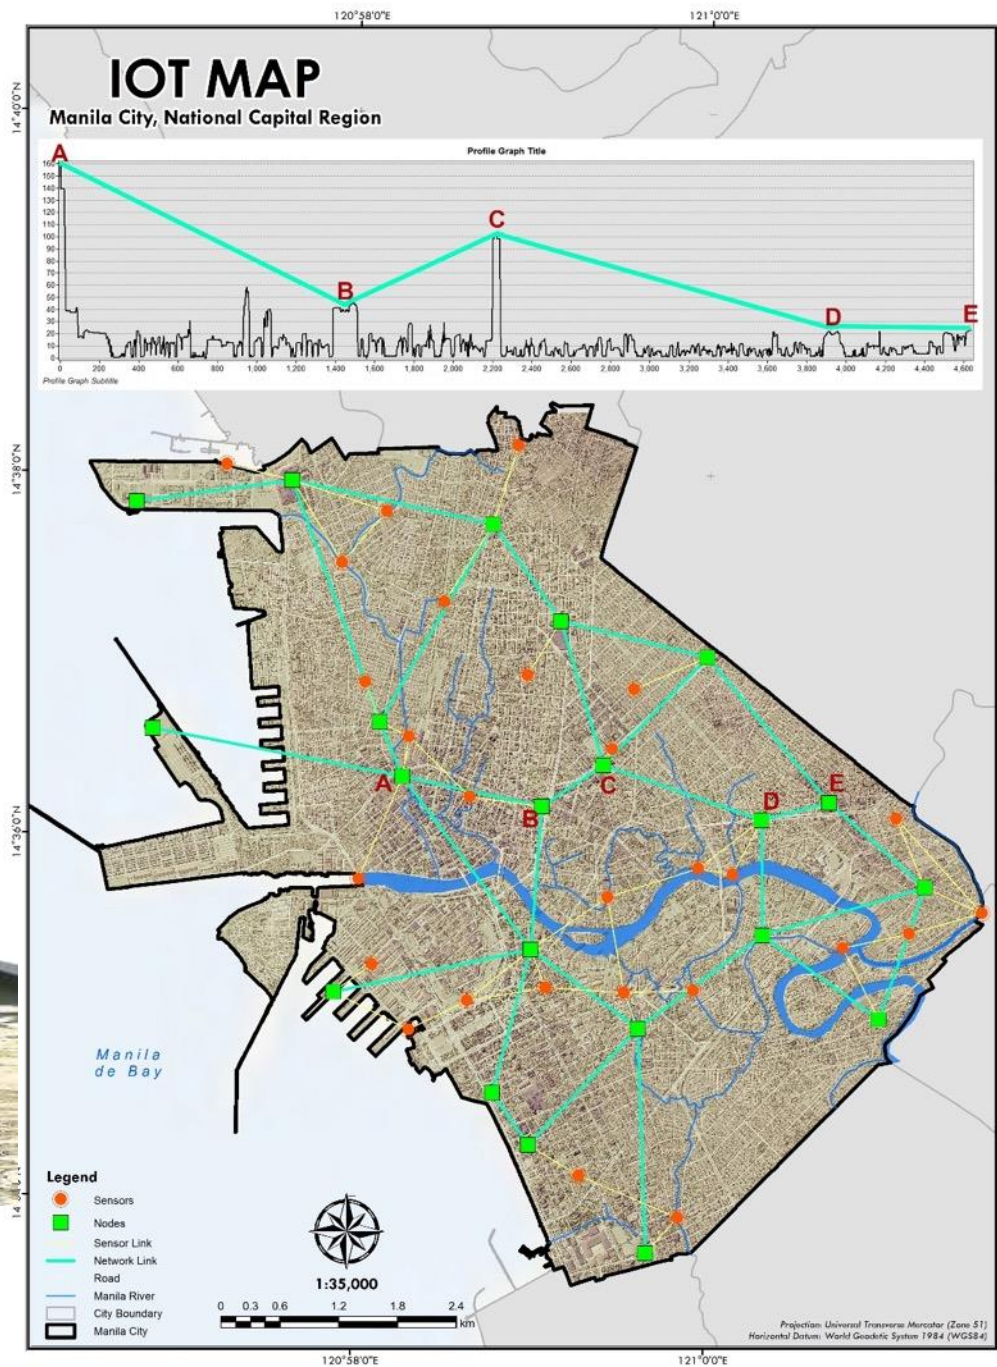 120°58'0"E
121°0'0"E
IOT MAP
Manila City, National Capital Region
14°40'0"N
Profile Graph Title
A
B
C
D
E
160
150
140
130
120
110
100
90
80
70
60
50
40
30
20
10
0
0 200 400 600 800 1,000 1,200 1,400 1,600 1,800 2,000 2,200 2,400 2,600 2,800 3,000 3,200 3,400 3,600 3,800 4,000 4,200 4,400 4,600
Profile Graph Subtitle
14°38'0"N
A
B
C
D
E
14°36'0"N
Manila
de Bay
Legend
Sensors
Nodes
Sensor Link
Network Link
Road
Manila River
City Boundary
Manila City
1:35,000
0 0.3 0.6 1.2 1.8 2.4
km
Projection: Universal Transverse Mercator (Zone 51)
Horizontal Datum: World Geodetic System 1984 (WGS84)
120°58'0"E
121°0'0"E